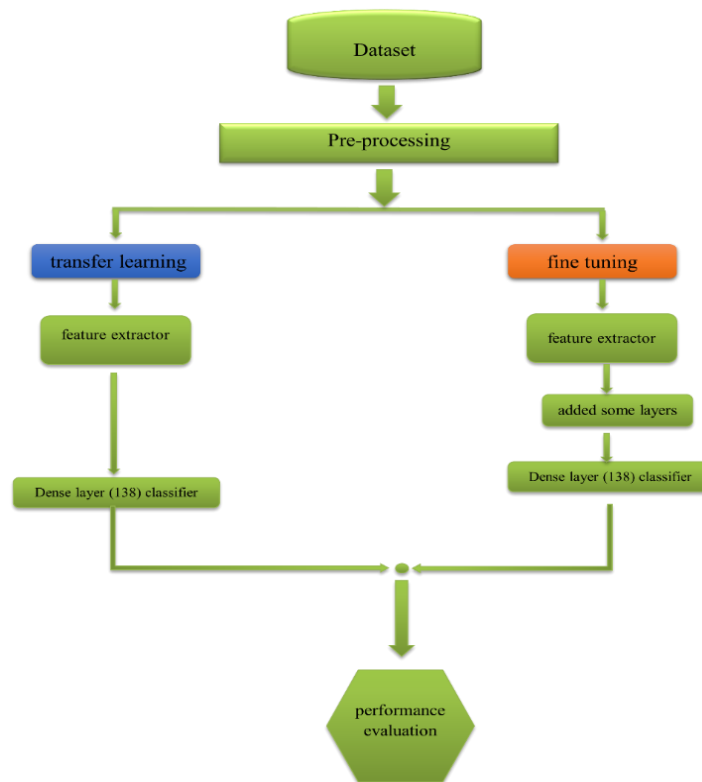 Dataset
Pre-processing
transfer learning
fine tuning
feature extractor
feature extractor
added some layers
Dense layer (138) classifier
Dense layer (138) classifier
performance
evaluation